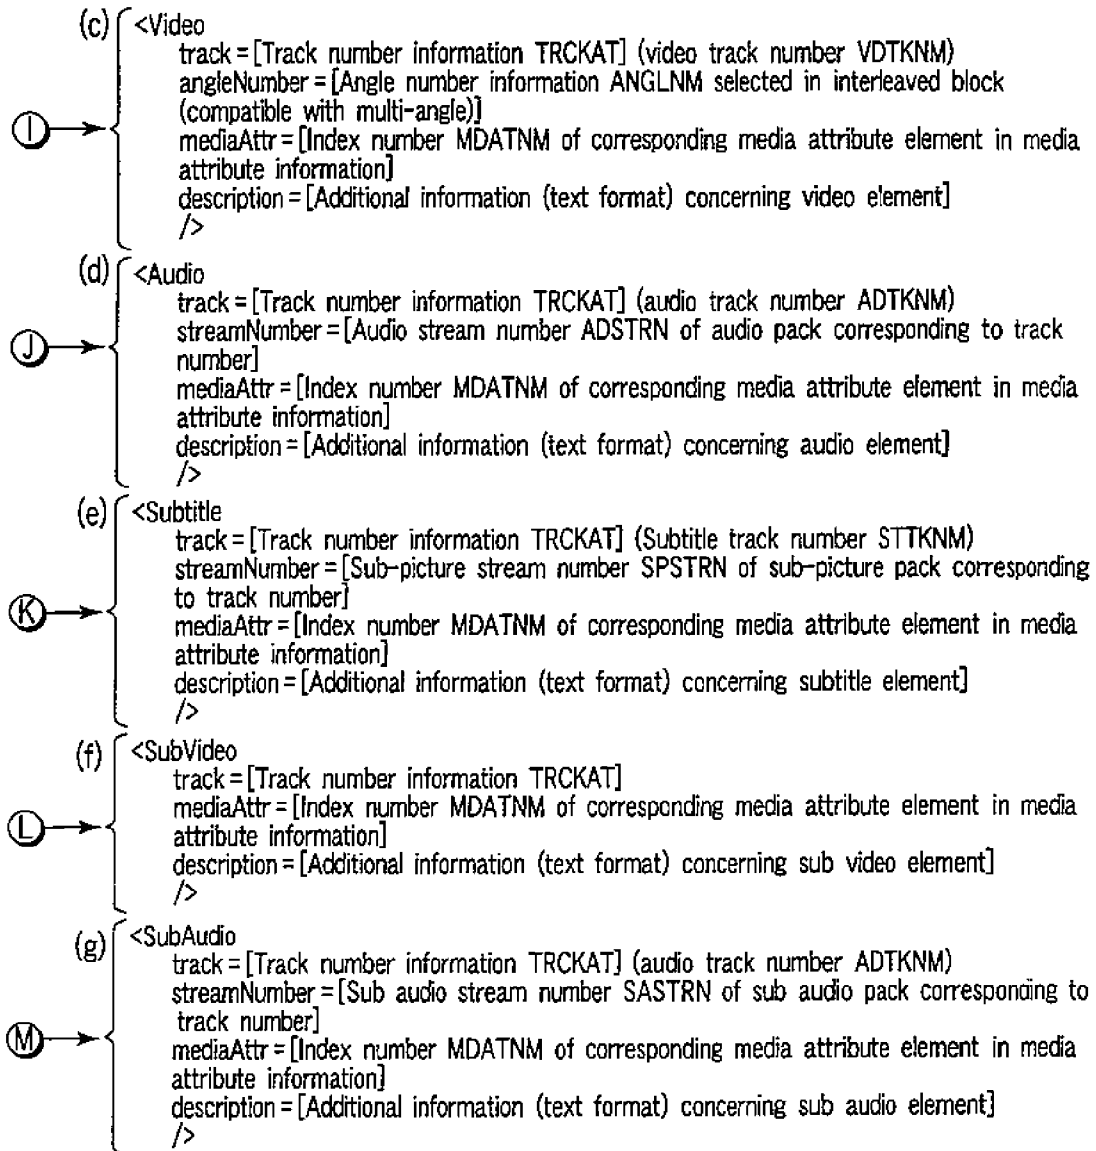 (c) <Video
track=[Track number information TRCKAT] (video track number VDTKNM)
angleNumber=[Angle number information ANGLNM selected in interleaved block
(compatible with multi-angle)]
I
mediaAttr=[Index number MDATNM of corresponding media attribute element in media
attribute information]
description=[Additional information (text format) concerning video element]
/>
(d) <Audio
track=[Track number information TRCKAT] (audio track number ADTKNM)
streamNumber=[Audio stream number ADSTRN of audio pack corresponding to track
J
number]
mediaAttr=[Index number MDATNM of corresponding media attribute element in media
attribute information]
description=[Additional information (text format) concerning audio element]
/>
(e) <Subtitle
track=[Track number information TRCKAT] (Subtitle track number STTKNM)
streamNumber=[Sub-picture stream number SPSTRN of sub-picture pack corresponding
to track number]
K
mediaAttr=[Index number MDATNM of corresponding media attribute element in media
attribute information]
description=[Additional information (text format) concerning subtitle element]
/>
(f) <SubVideo
track=[Track number information TRCKAT]
mediaAttr=[Index number MDATNM of corresponding media attribute element in media
L
attribute information]
description=[Additional information (text format) concerning sub video element]
/>
(g) <SubAudio
track=[Track number information TRCKAT] (audio track number ADTKNM)
streamNumber=[Sub audio stream number SASTRN of sub audio pack corresponding to
track number]
M
mediaAttr=[Index number MDATNM of corresponding media attribute element in media
attribute information]
description=[Additional information (text format) concerning sub audio element]
/>